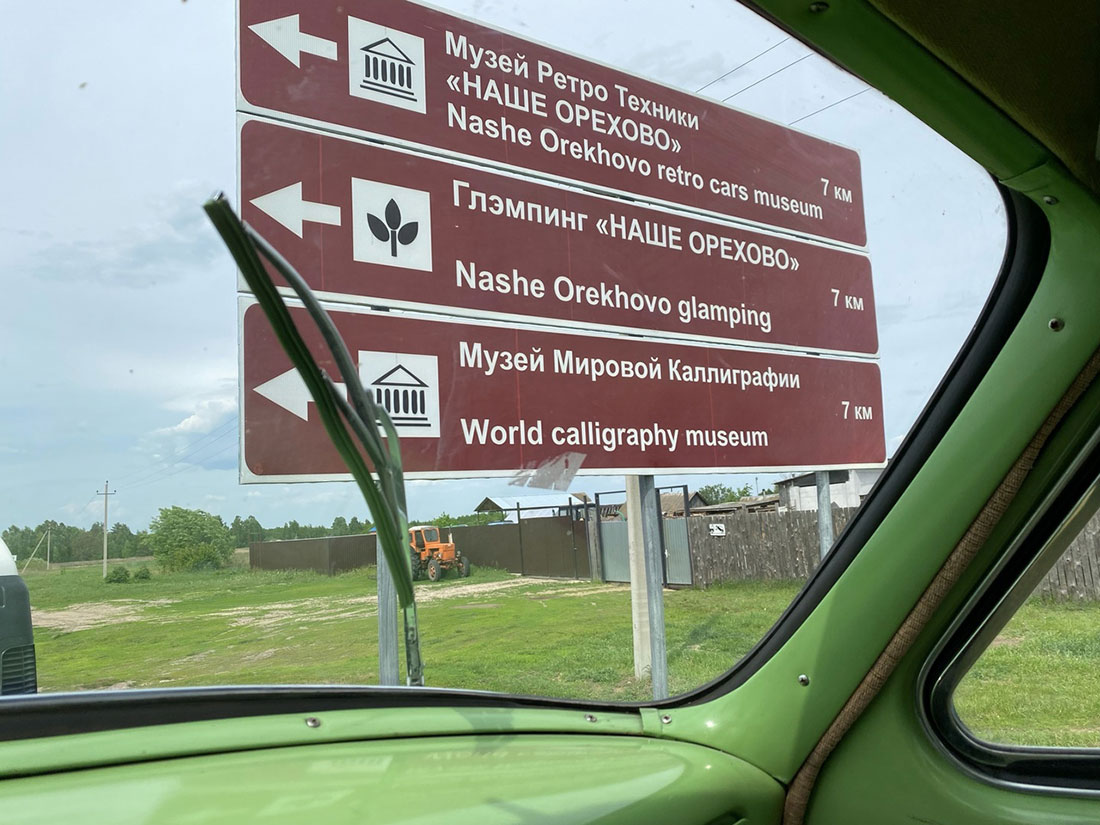 Музей Ретро Техники
«НАШЕ ОРЕХОВО»
Nashe Orekhovo retro cars museum
7 км
Глэмпинг «НАШЕ ОРЕХОВО»
Nashe Orekhovo glamping
7 км
Музей Мировой Каллиграфии
World calligraphy museum
7 км